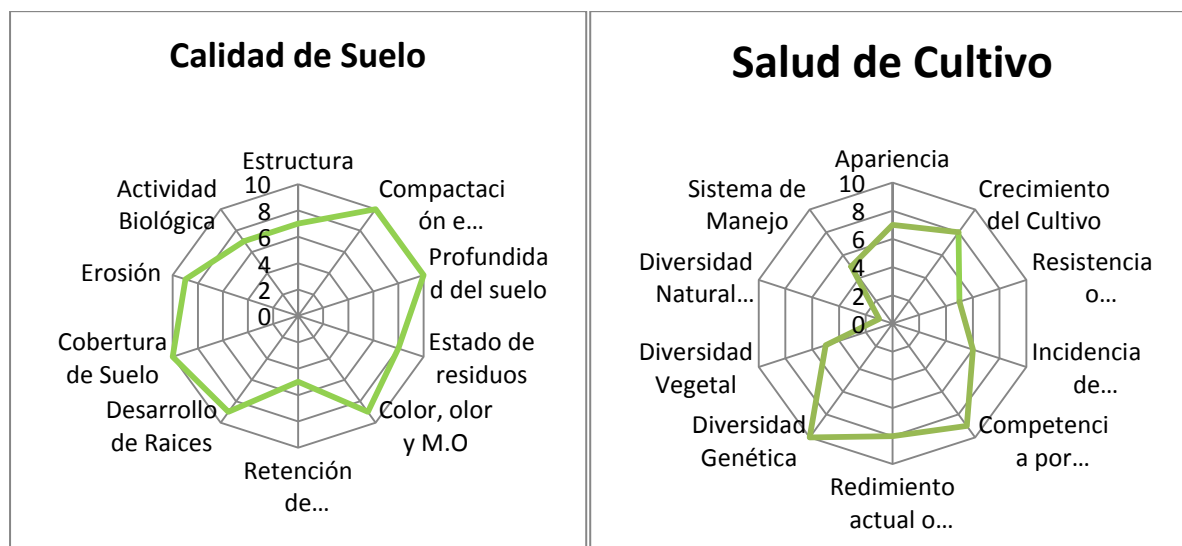 Calidad de Suelo
Estructura
Compactaci
ón e...
Profundida
d del suelo
Estado de
residuos
Color, olor
y M.O
Retención
de...
Desarrollo
de Raices
Cobertura
de Suelo
Erosión
Actividad
Biológica
10
8
6
4
2
0
Salud de Cultivo
Apariencia
Crecimiento
del Cultivo
Resistencia
o...
Incidencia
de...
Competenci
a por...
Redimiento
actual o...
Diversidad
Genética
Diversidad
Vegetal
Diversidad
Natural...
Sistema de
Manejo
10
8
6
4
2
0